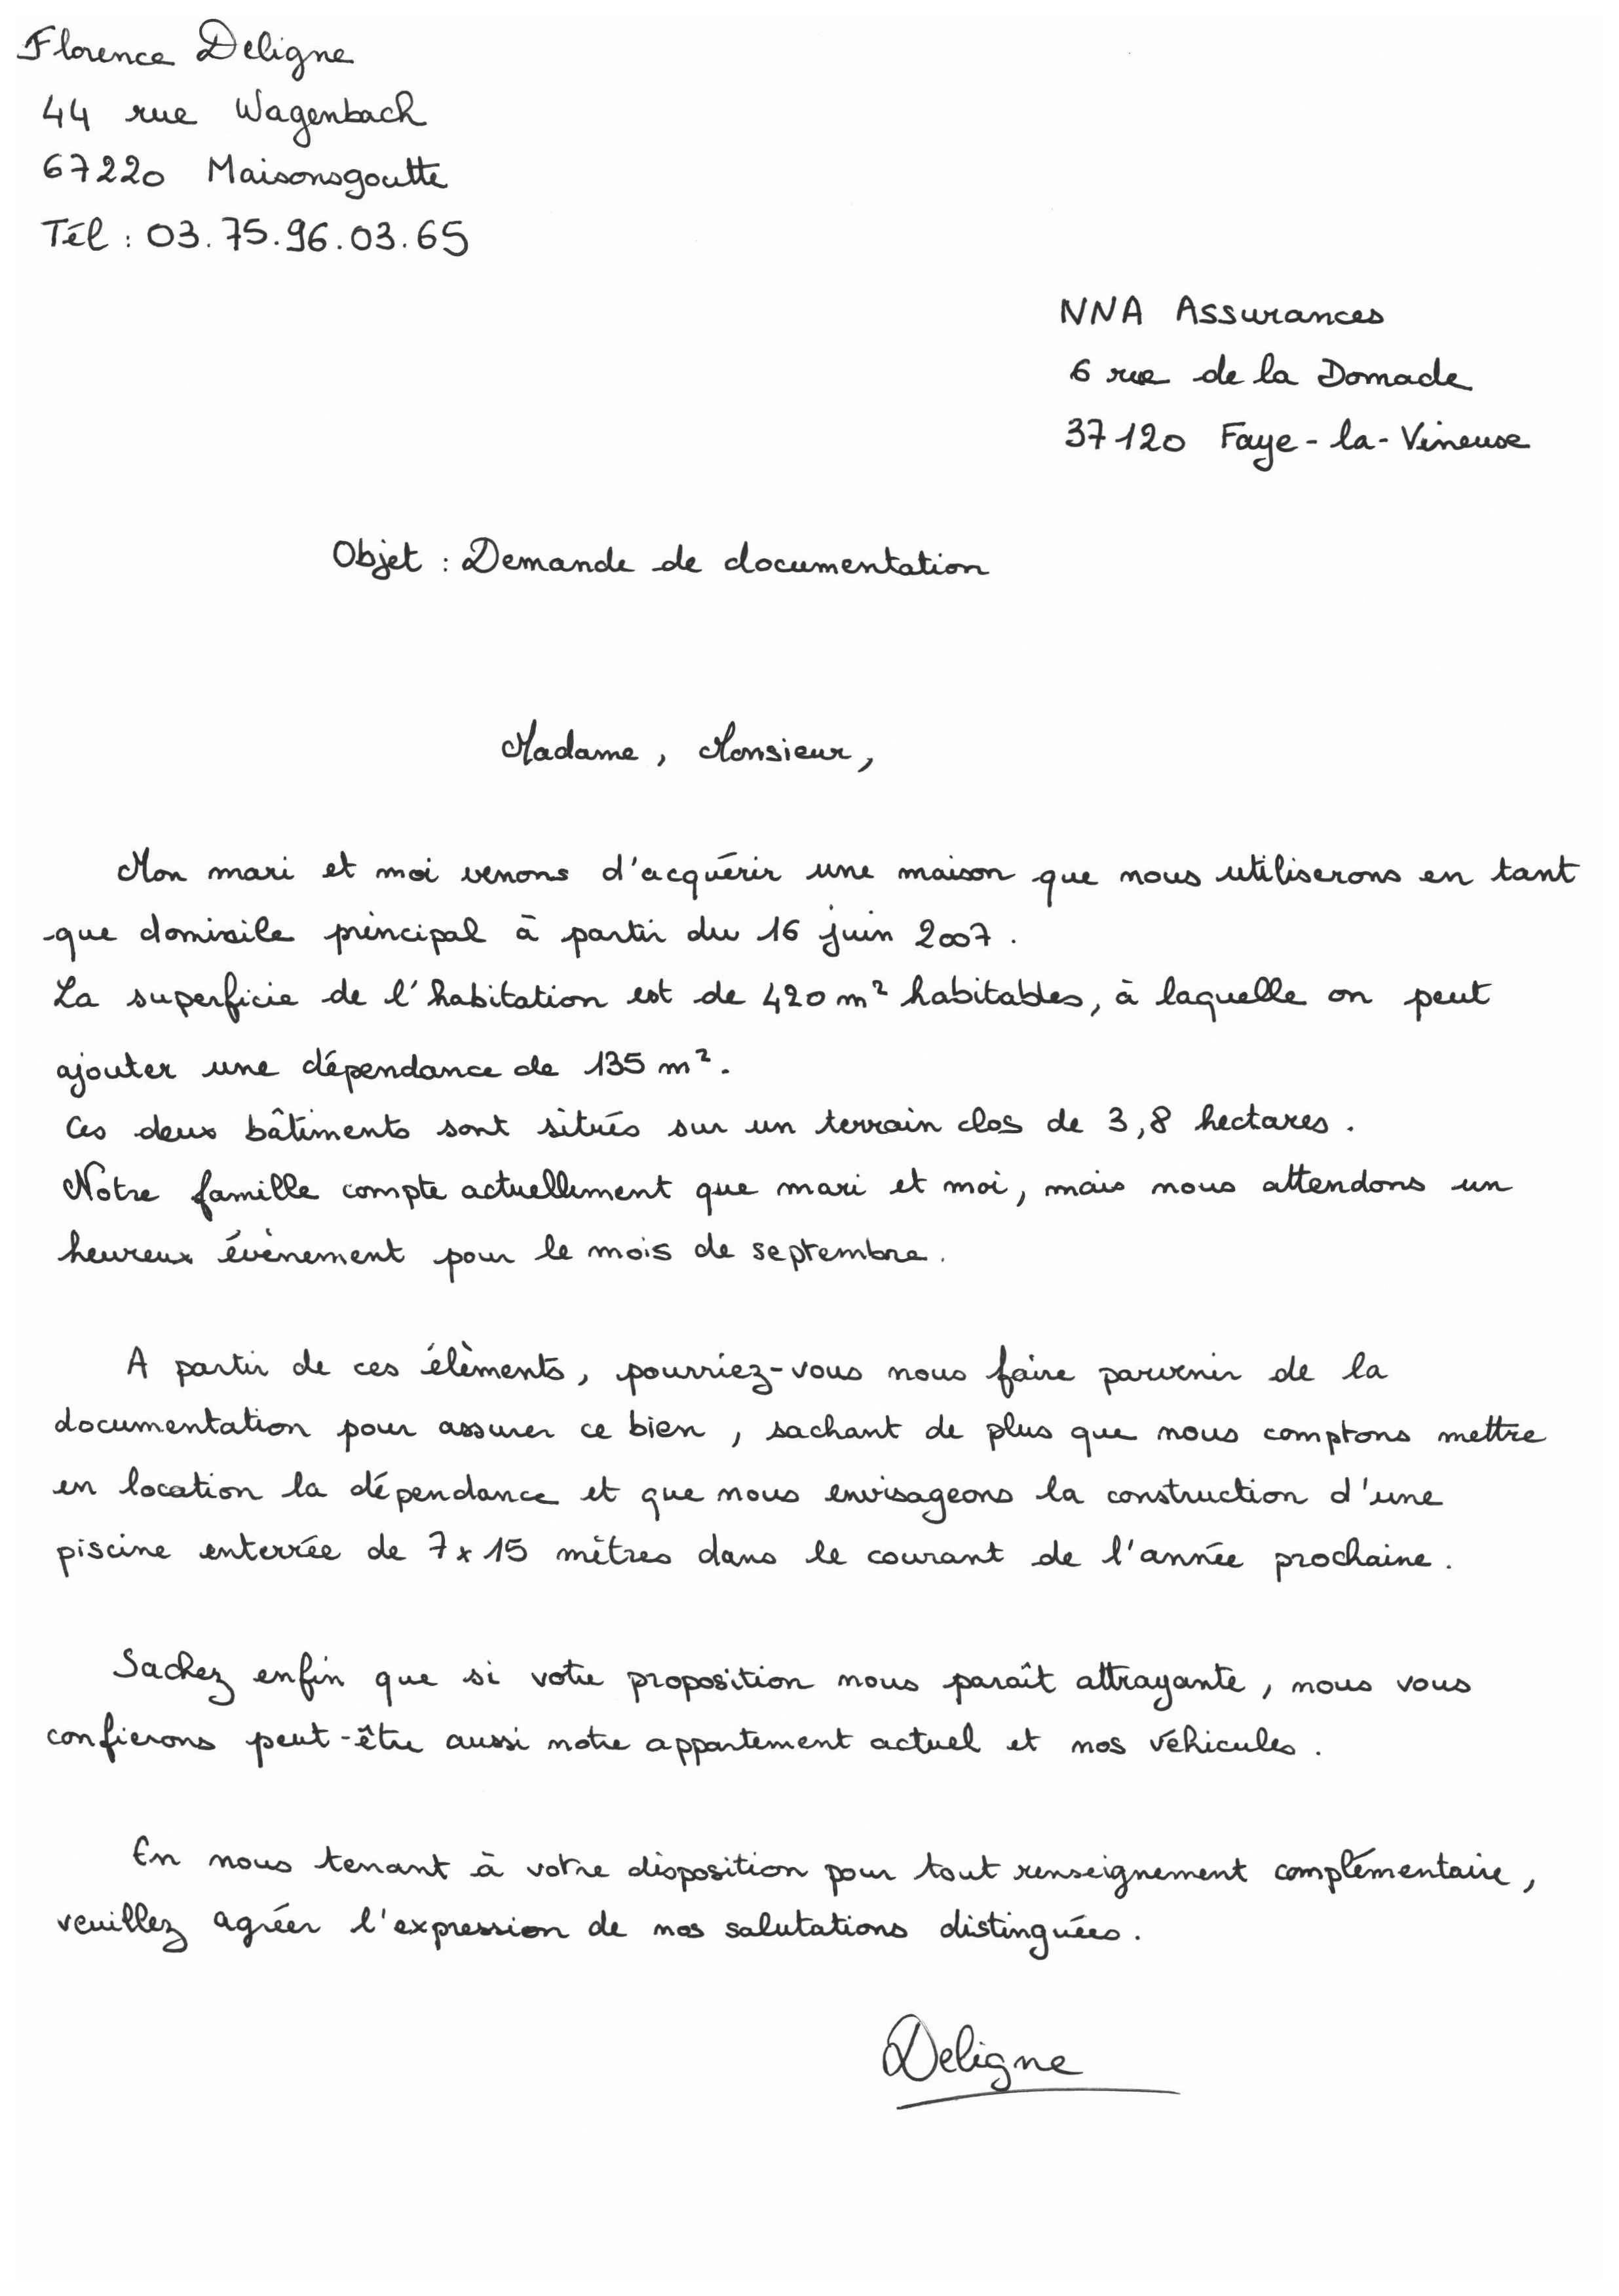 Florence Deligne
44 rue Wagenbach
67220 Maisonsgoutte
Tél : 03.75.96.03.65
NNA Assurances
6 rue de la Domade
37120 Faye-la-Vineuse
Objet : Demande de documentation
Madame, Monsieur,
Mon mari et moi venons d'acquérir une maison que nous utiliserons en tant
que domicile principal à partir du 16 juin 2007.
La superficie de l'habitation est de 420 m² habitables, à laquelle on peut
ajouter une dépendance de 135 m².
Ces deux bâtiments sont situés sur un terrain clos de 3,8 hectares.
Notre famille compte actuellement que mari et moi, mais nous attendons un
heureux évènement pour le mois de septembre.
A partir de ces élèments, pourriez-vous nous faire parvenir de la
documentation pour assurer ce bien, sachant de plus que nous comptons mettre
en location la dépendance et que nous envisageons la construction d'une
piscine enterrée de 7 x 15 mètres dans le courant de l'année prochaine.
Sachez enfin que si votre proposition nous paraît attrayante, nous vous
confierons peut-être aussi notre appartement actuel et nos véhicules.
En nous tenant à votre disposition pour tout renseignement complémentaire,
veuillez agréer l'expression de nos salutations distinguées.
Deligne